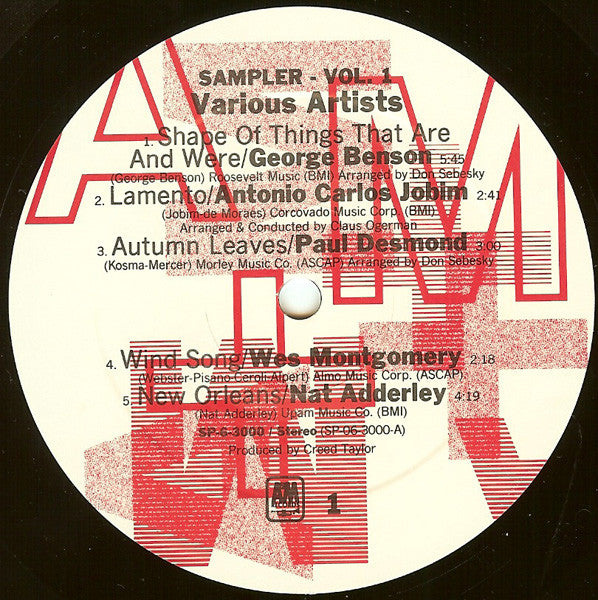 SAMPLER - VOL. 1
Various Artists
1. Shape Of Things That Are
And Were/George Benson 5:45
(George Benson) Roosevelt Music (BMI) Arranged by Don Sebesky
2. Lamento/Antonio Carlos Jobim 2:41
(Jobim-de Moraes) Corcovado Music Corp. (BMI)
Arranged & Conducted by Claus Ogerman
3. Autumn Leaves/Paul Desmond 3:00
(Kosma-Mercer) Morley Music Co. (ASCAP) Arranged by Don Sebesky
4. Wind Song/Wes Montgomery 2:18
(Webster-Pisano-Ceroli-Alpert) Almo Music Corp. (ASCAP)
5. New Orleans/Nat Adderley 4:19
(Nat Adderley) Upam Music Co. (BMI)
SP-6-3000 / Stereo (SP-06-3000-A)
Produced by Creed Taylor
A&M
1